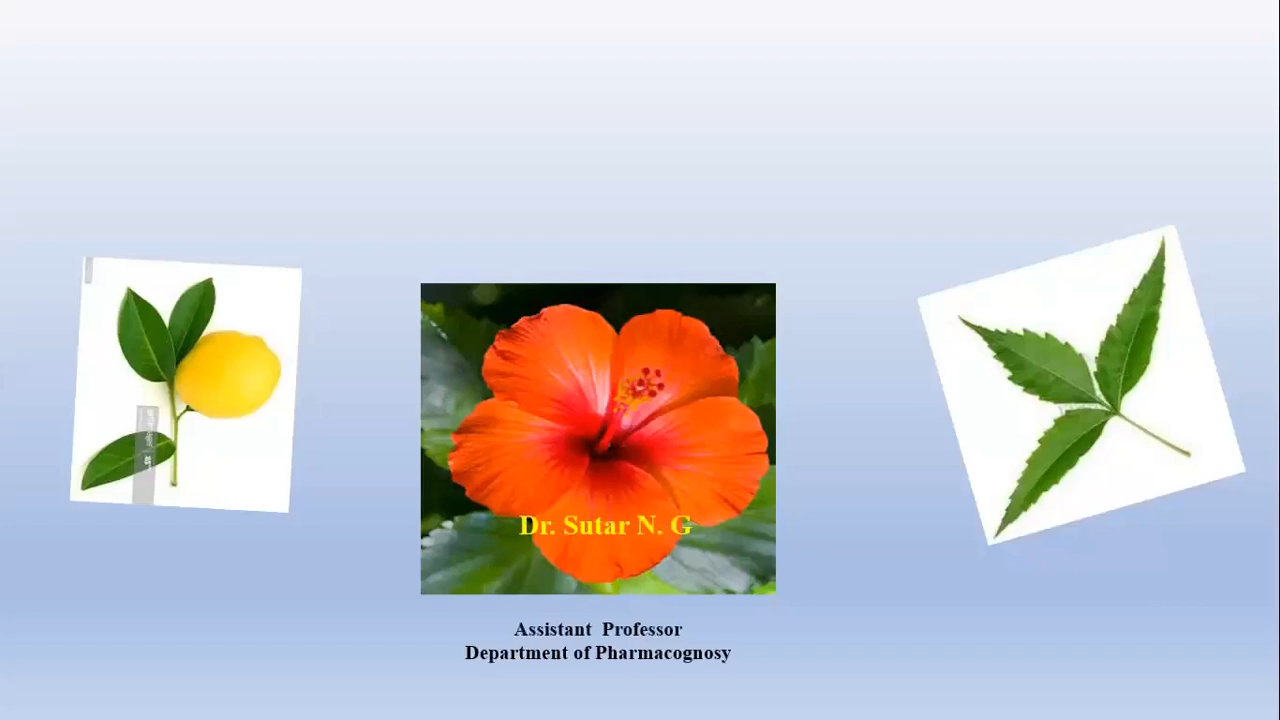 Dr. Sutar N. G
Assistant Professor
Department of Pharmacognosy